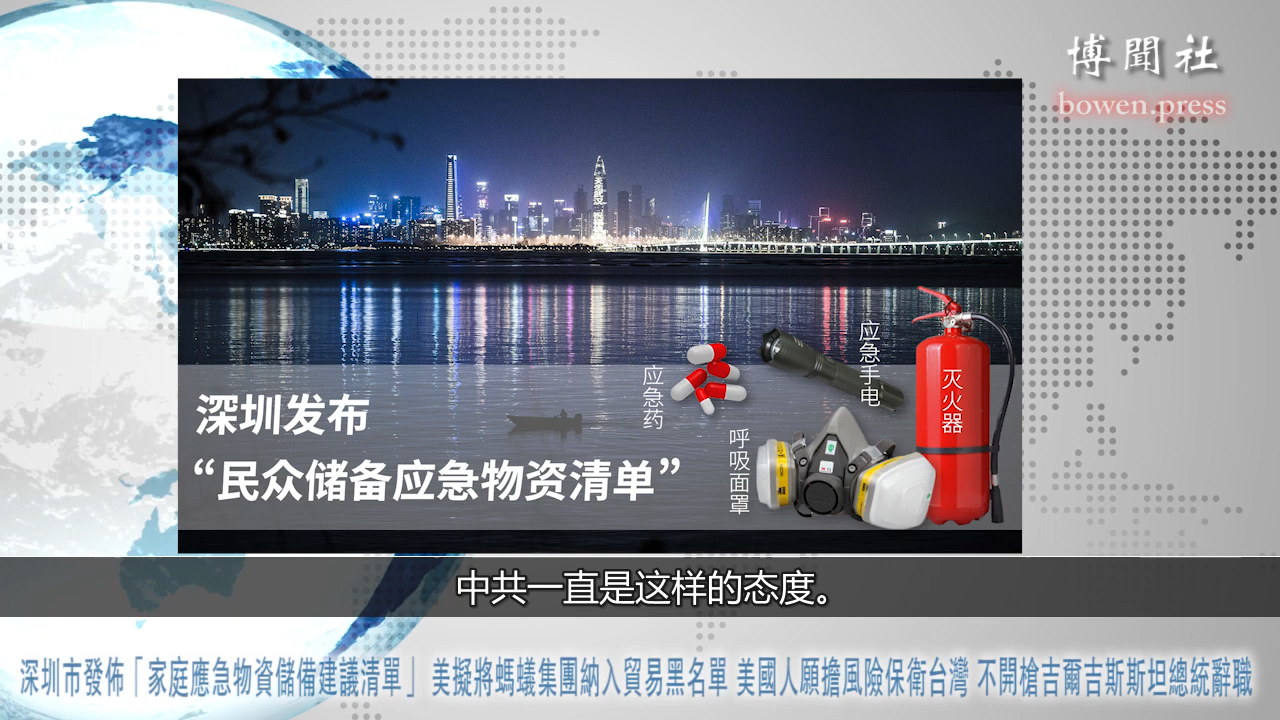 博聞社
bowen.press
应急手电
灭火器
应急药
呼吸面罩
深圳发布
“民众储备应急物资清单”
中共一直是这样的态度。
深圳市發佈「家庭應急物資儲備建議清單」 美擬將螞蟻集團納入貿易黑名單 美國人願擔風險保衛台灣 不開槍吉爾吉斯斯坦總統辭職